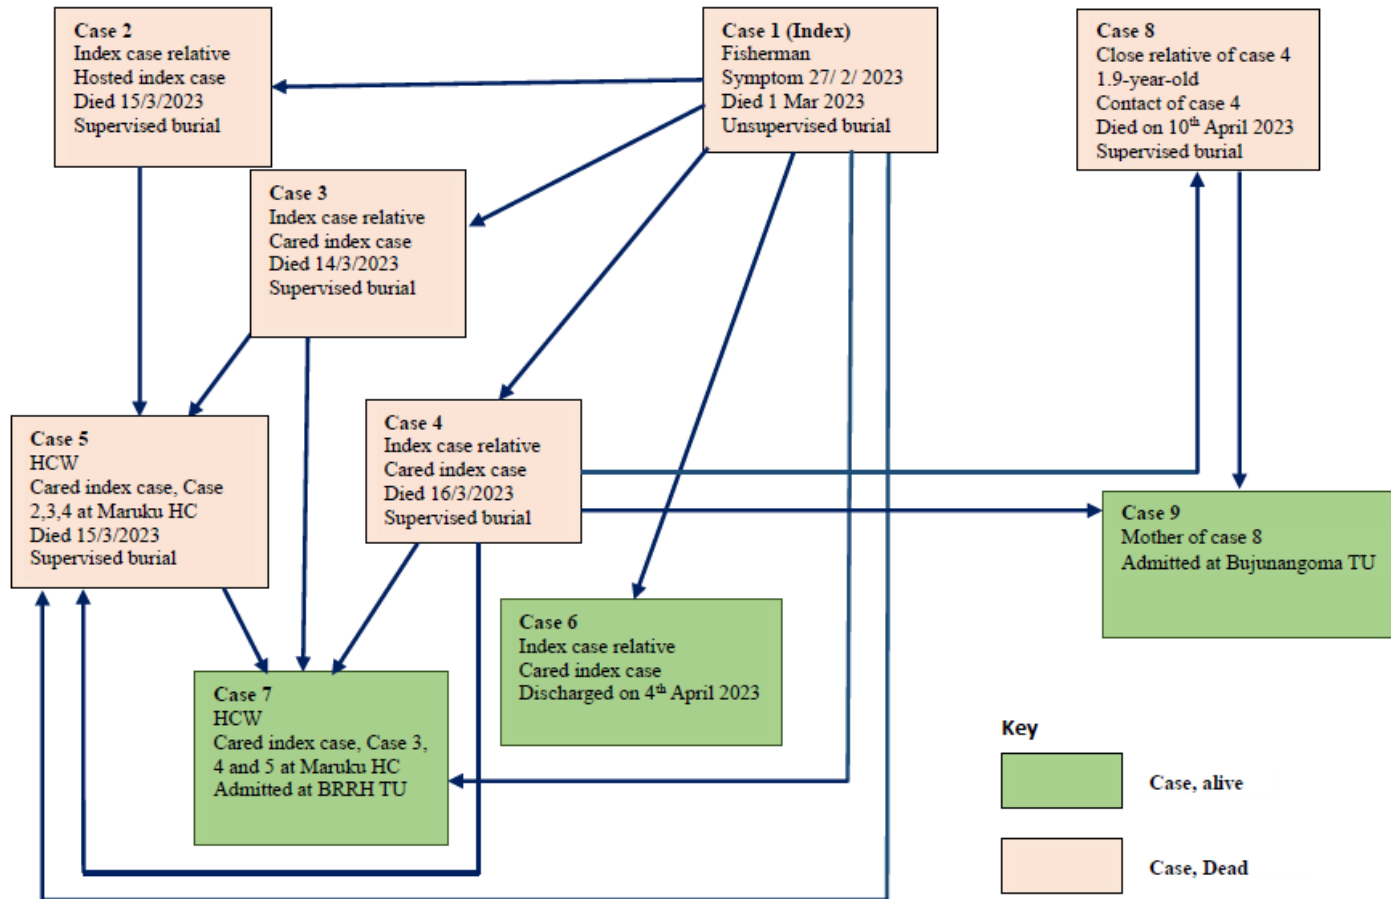 Case 2
Index case relative
Hosted index case
Died 15/3/2023
Supervised burial
Case 1 (Index)
Fisherman
Symptom 27/ 2/ 2023
Died 1 Mar 2023
Unsupervised burial
Case 8
Close relative of case 4
1.9-year-old
Contact of case 4
Died on 10th April 2023
Supervised burial
Case 3
Index case relative
Cared index case
Died 14/3/2023
Supervised burial
Case 5
HCW
Cared index case, Case
2,3,4 at Maruku HC
Died 15/3/2023
Supervised burial
Case 4
Index case relative
Cared index case
Died 16/3/2023
Supervised burial
Case 9
Mother of case 8
Admitted at Bujunangoma TU
Case 6
Index case relative
Cared index case
Discharged on 4th April 2023
Case 7
HCW
Cared index case, Case 3,
4 and 5 at Maruku HC
Admitted at BRRH TU
Key
Case, alive
Case, Dead